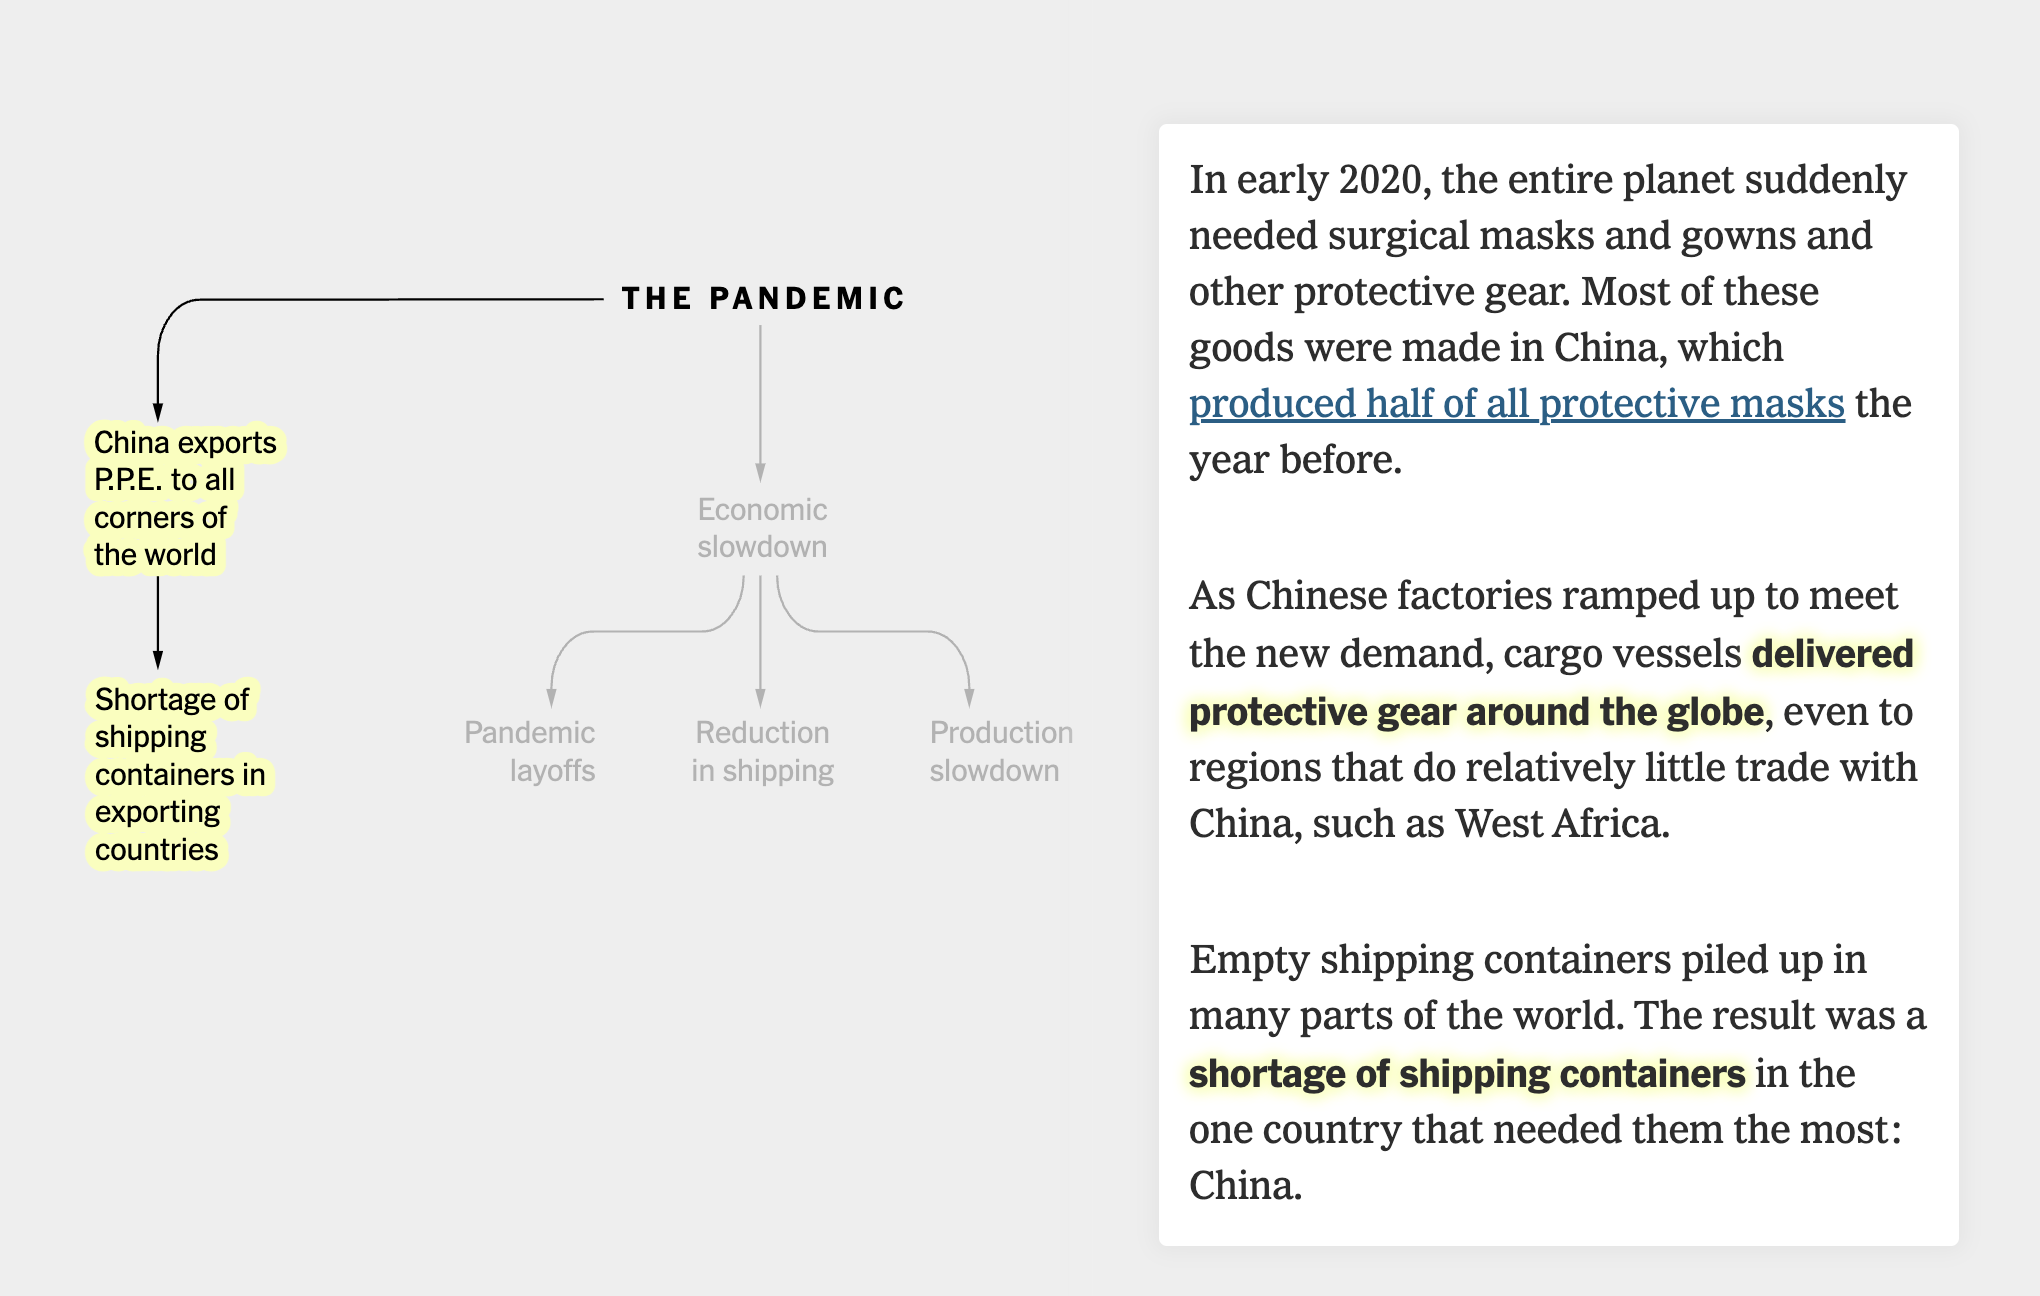 THE PANDEMIC
China exports
P.P.E. to all
corners of
the world
Shortage of
shipping
containers in
exporting
countries
Economic
slowdown
Pandemic
layoffs
Reduction
in shipping
Production
slowdown
In early 2020, the entire planet suddenly
needed surgical masks and gowns and
other protective gear. Most of these
goods were made in China, which
produced half of all protective masks the
year before.
As Chinese factories ramped up to meet
the new demand, cargo vessels delivered
protective gear around the globe, even to
regions that do relatively little trade with
China, such as West Africa.
Empty shipping containers piled up in
many parts of the world. The result was a
shortage of shipping containers in the
one country that needed them the most:
China.